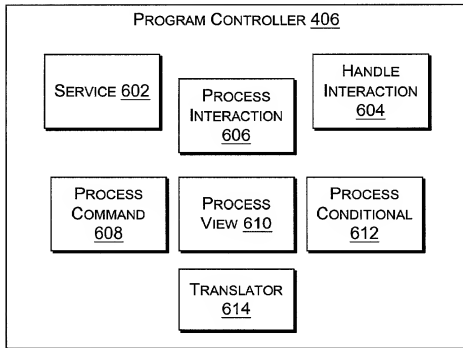 PROGRAM CONTROLLER 406
SERVICE 602
PROCESS
INTERACTION
606
HANDLE
INTERACTION
604
PROCESS
COMMAND
608
PROCESS
VIEW 610
PROCESS
CONDITIONAL
612
TRANSLATOR
614